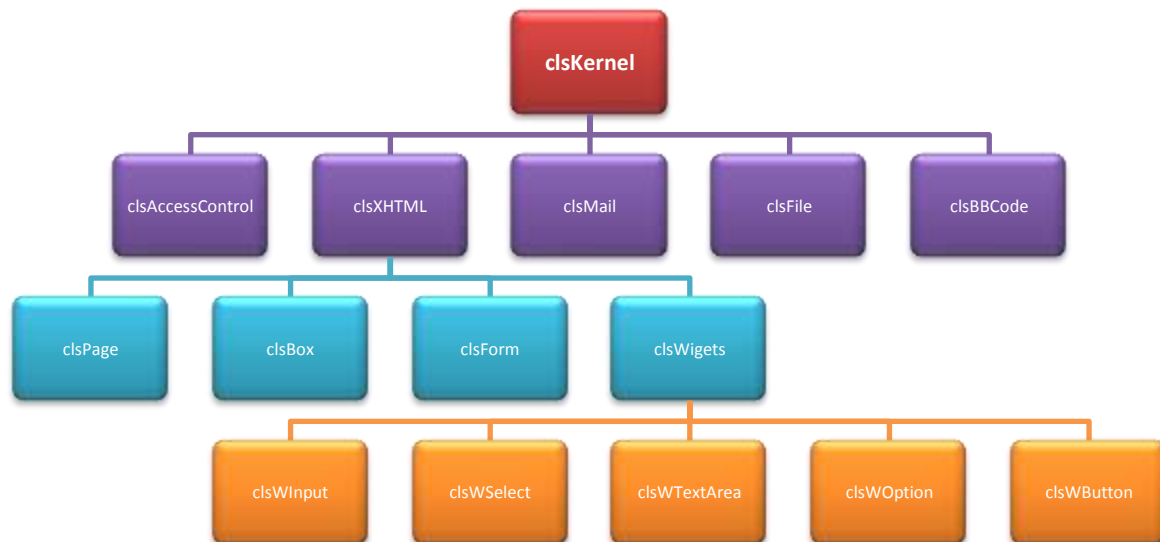 clsKernel
clsAccessControl
clsXHTML
clsMail
clsFile
clsBBCode
clsPage
clsBox
clsForm
clsWigets
clsWInput
clsWSelect
clsWTextArea
clsWOption
clsWButton